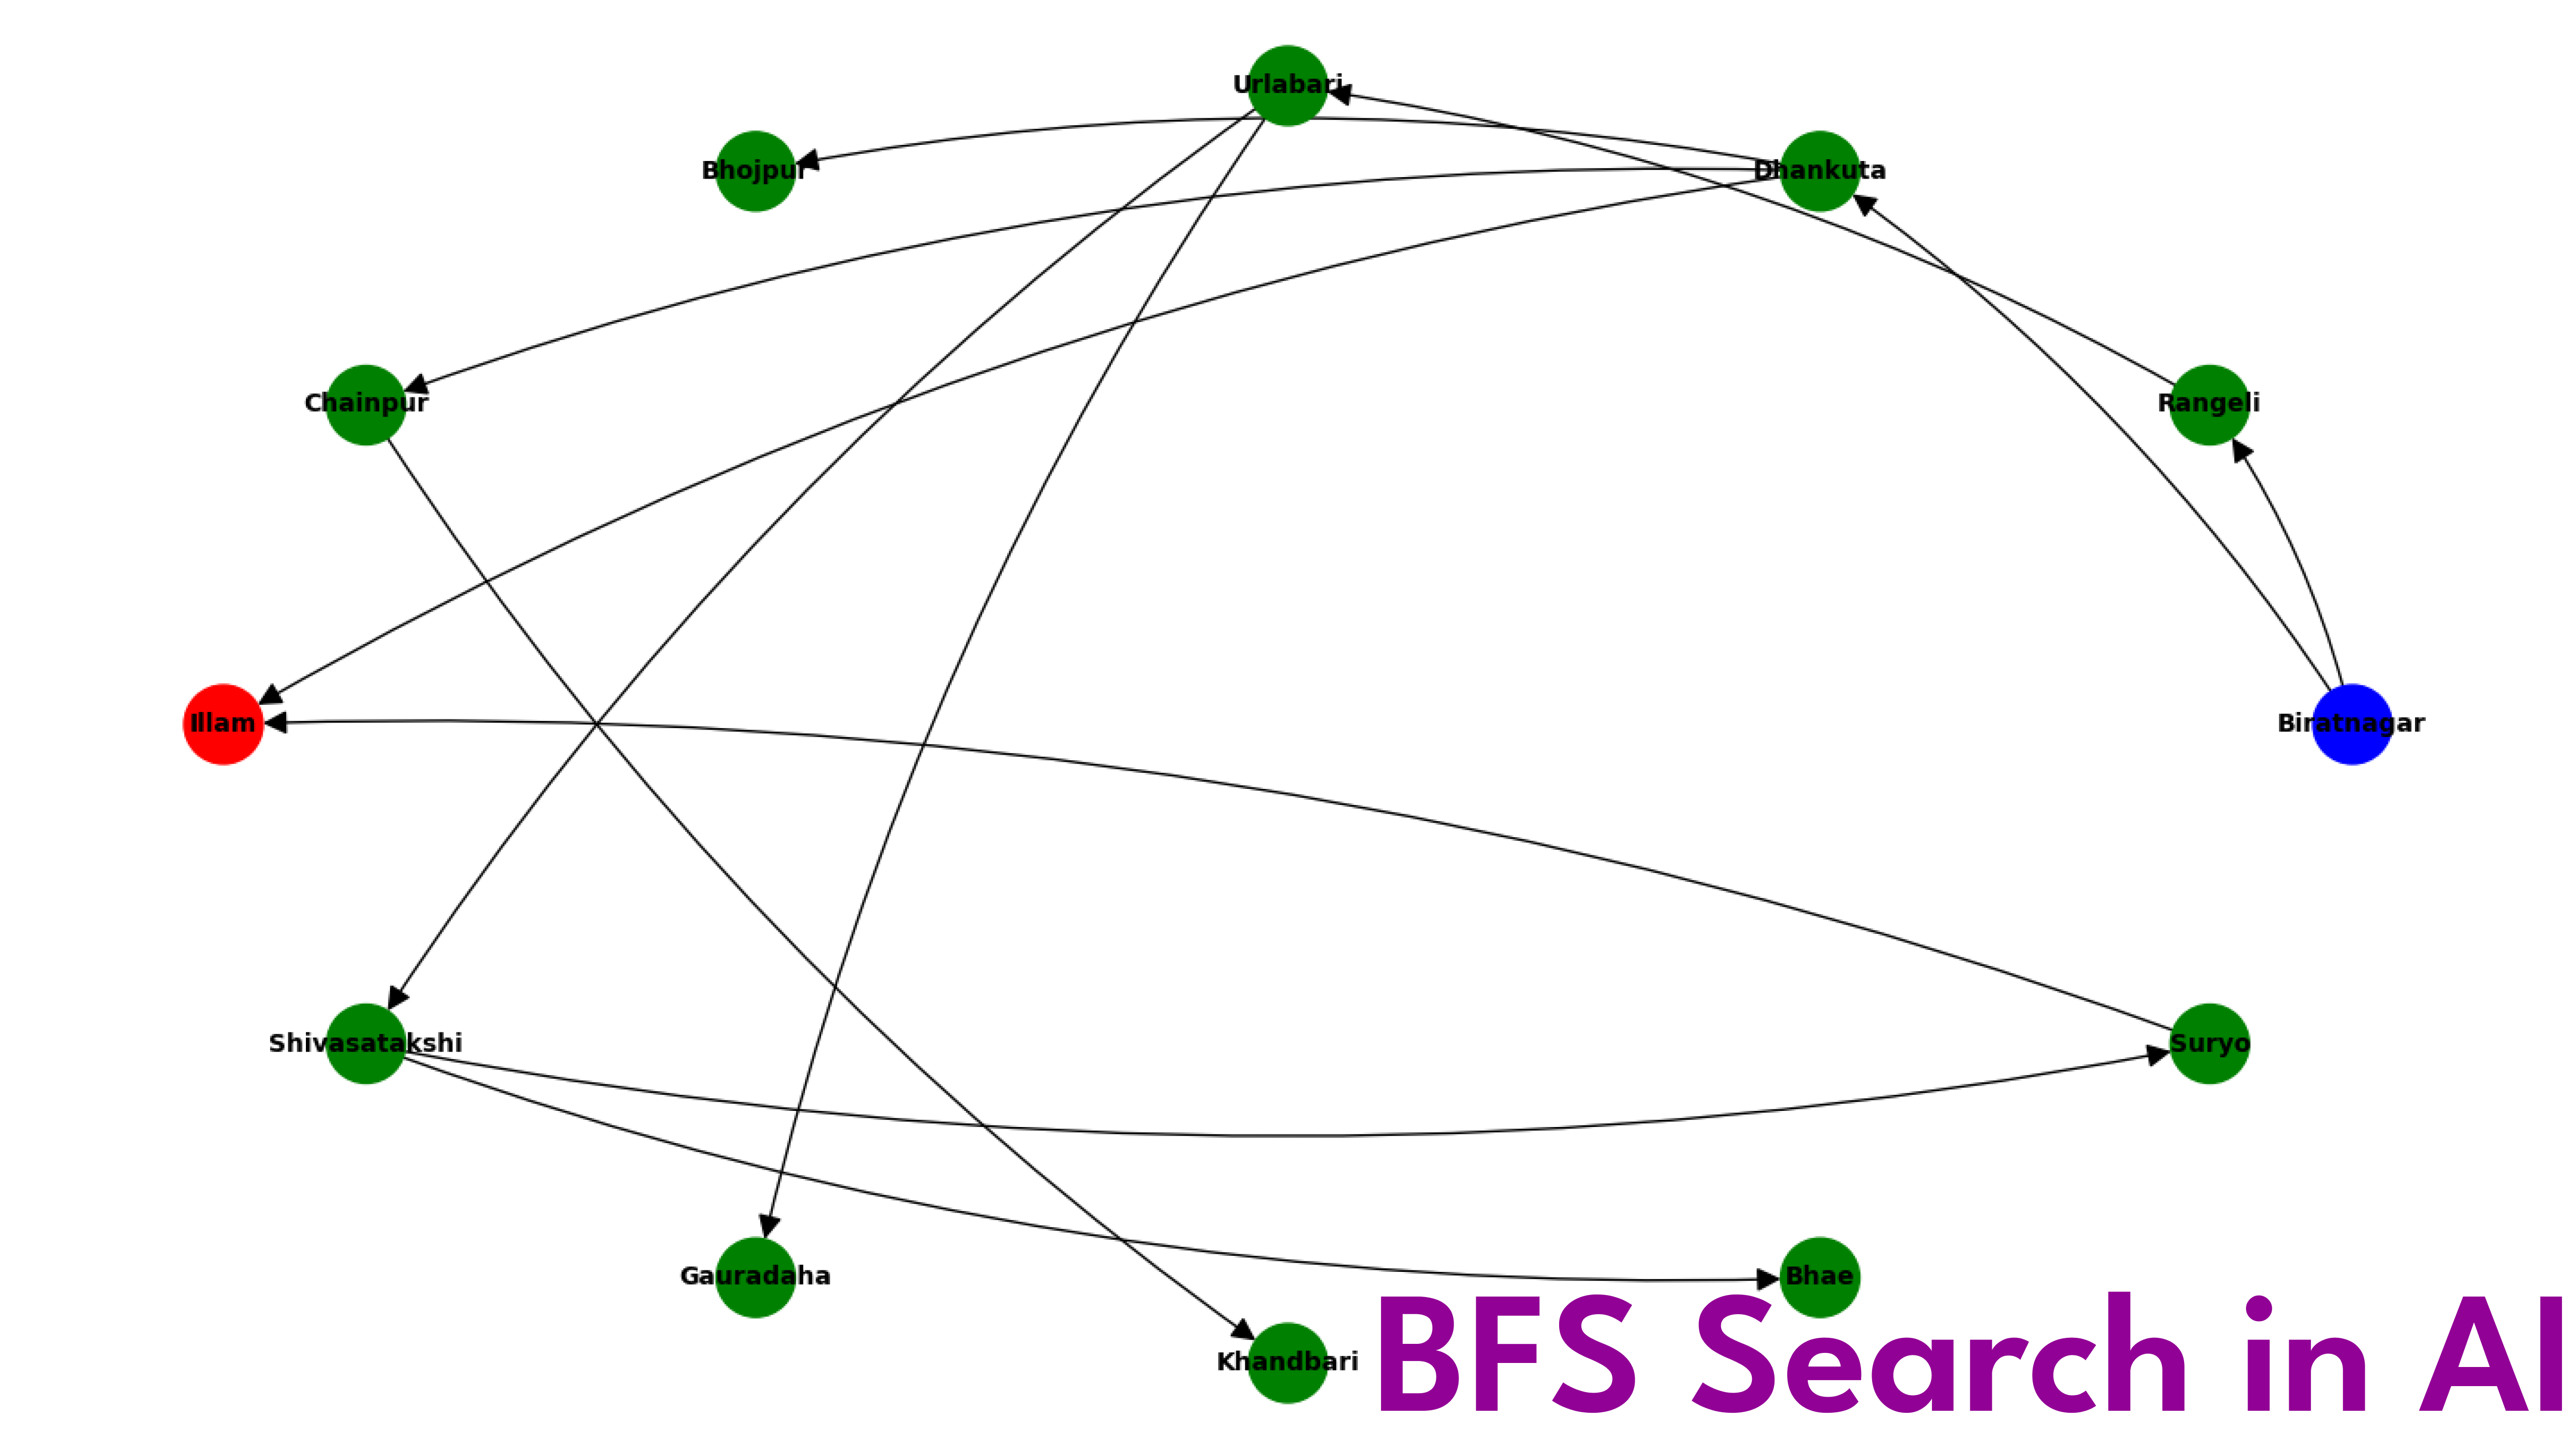 Urlabari
Bhojpur
Dhankuta
Chainpur
Rangeli
Illam
Biratnagar
Shivasatakshi
Suryo
Gauradaha
Bhae
Khandbari
BFS Search in AI